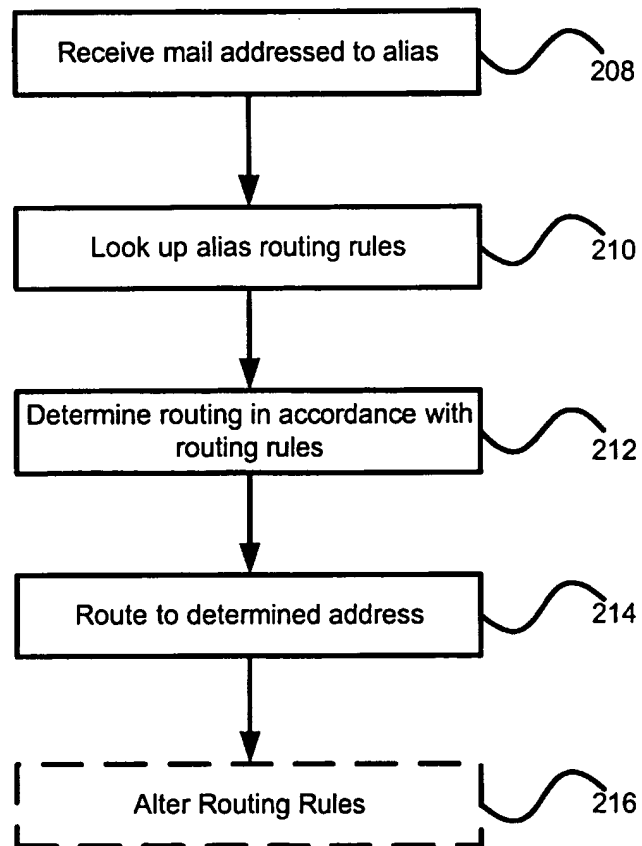 Receive mail addressed to alias
208
Look up alias routing rules
210
Determine routing in accordance with
routing rules
212
Route to determined address
214
Alter Routing Rules
216